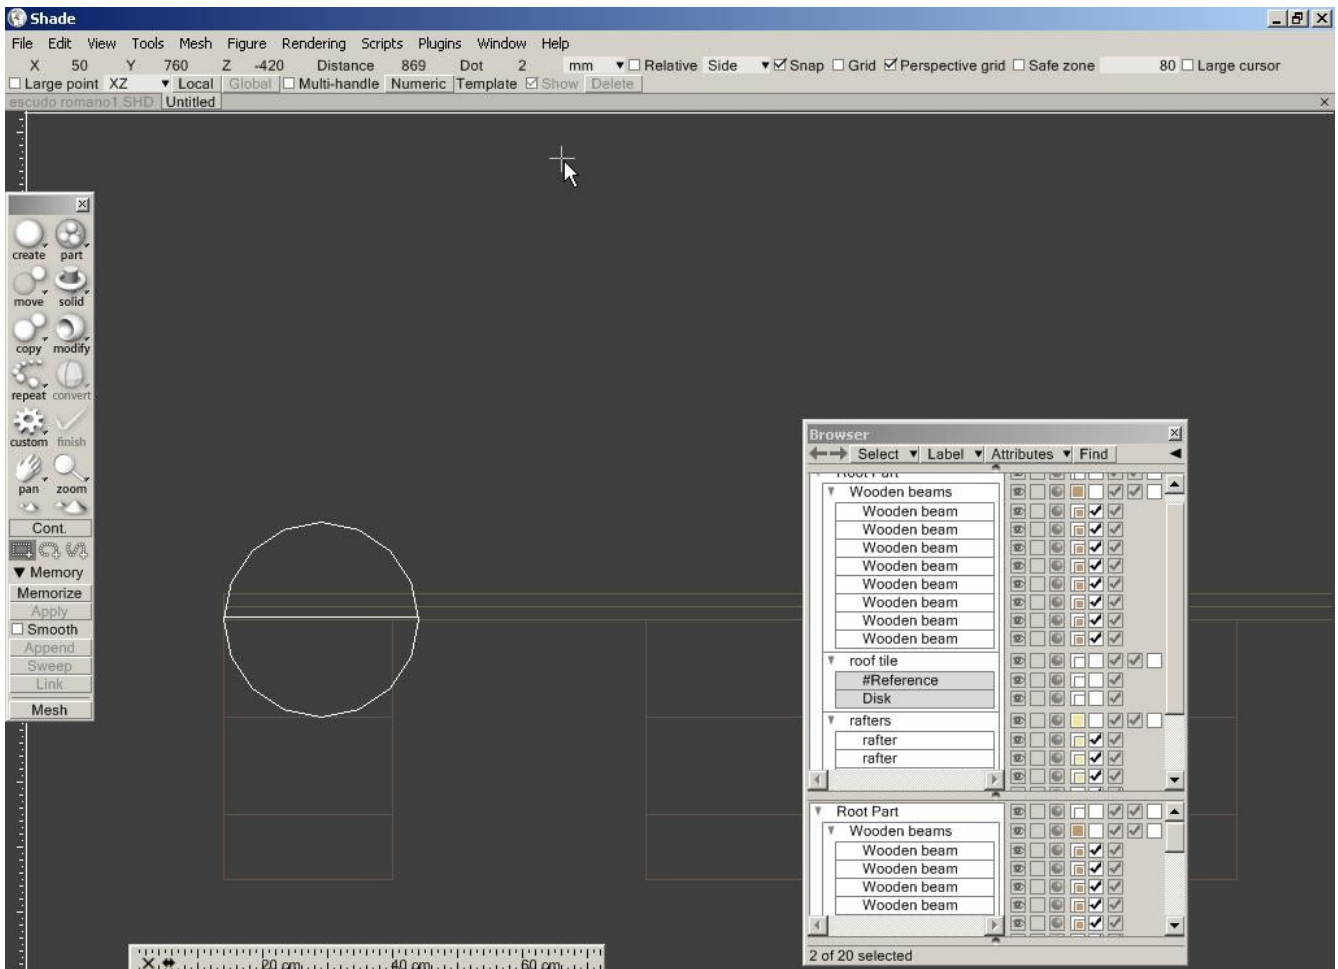 Shade
File Edit View Tools Mesh Figure Rendering Scripts Plugins Window Help
X 50 Y 760 Z -420 Distance 869 Dot 2 mm Relative Side Snap Grid Perspective grid Safe zone 80 Large cursor
Large point XZ Local Global Multi-handle Numeric Template Show Delete
escudo romano1.SHD Untitled
create part
move solid
copy modify
repeat convert
custom finish
pan zoom
Cont.
Memory
Memorize
Apply
Smooth
Append
Sweep
Link
Mesh
Browser
Select Label Attributes Find
Root Part
Wooden beams
Wooden beam
Wooden beam
Wooden beam
Wooden beam
Wooden beam
Wooden beam
Wooden beam
Wooden beam
roof tile
#Reference
Disk
rafters
rafter
rafter
Root Part
Wooden beams
Wooden beam
Wooden beam
Wooden beam
Wooden beam
2 of 20 selected
20 cm 40 cm 60 cm